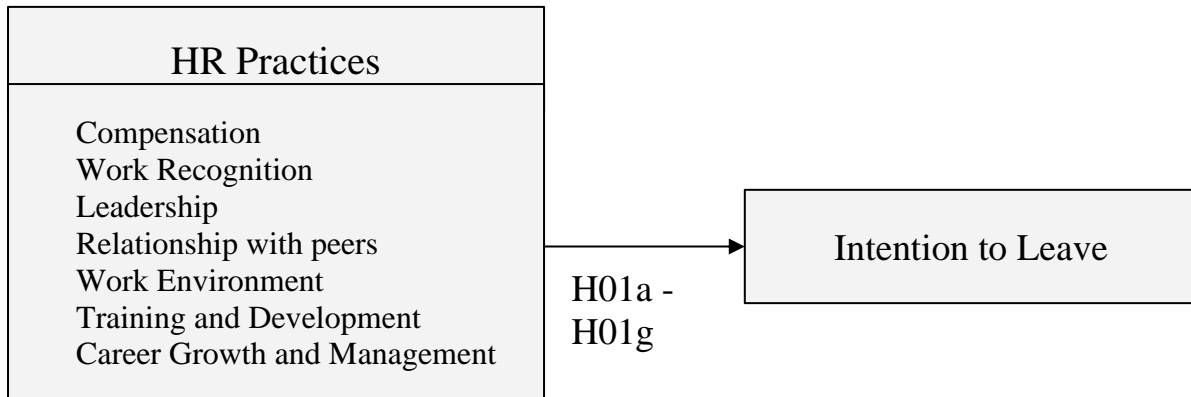 HR Practices
Compensation
Work Recognition
Leadership
Relationship with peers
Work Environment
Training and Development
Career Growth and Management
H01a -
H01g
Intention to Leave